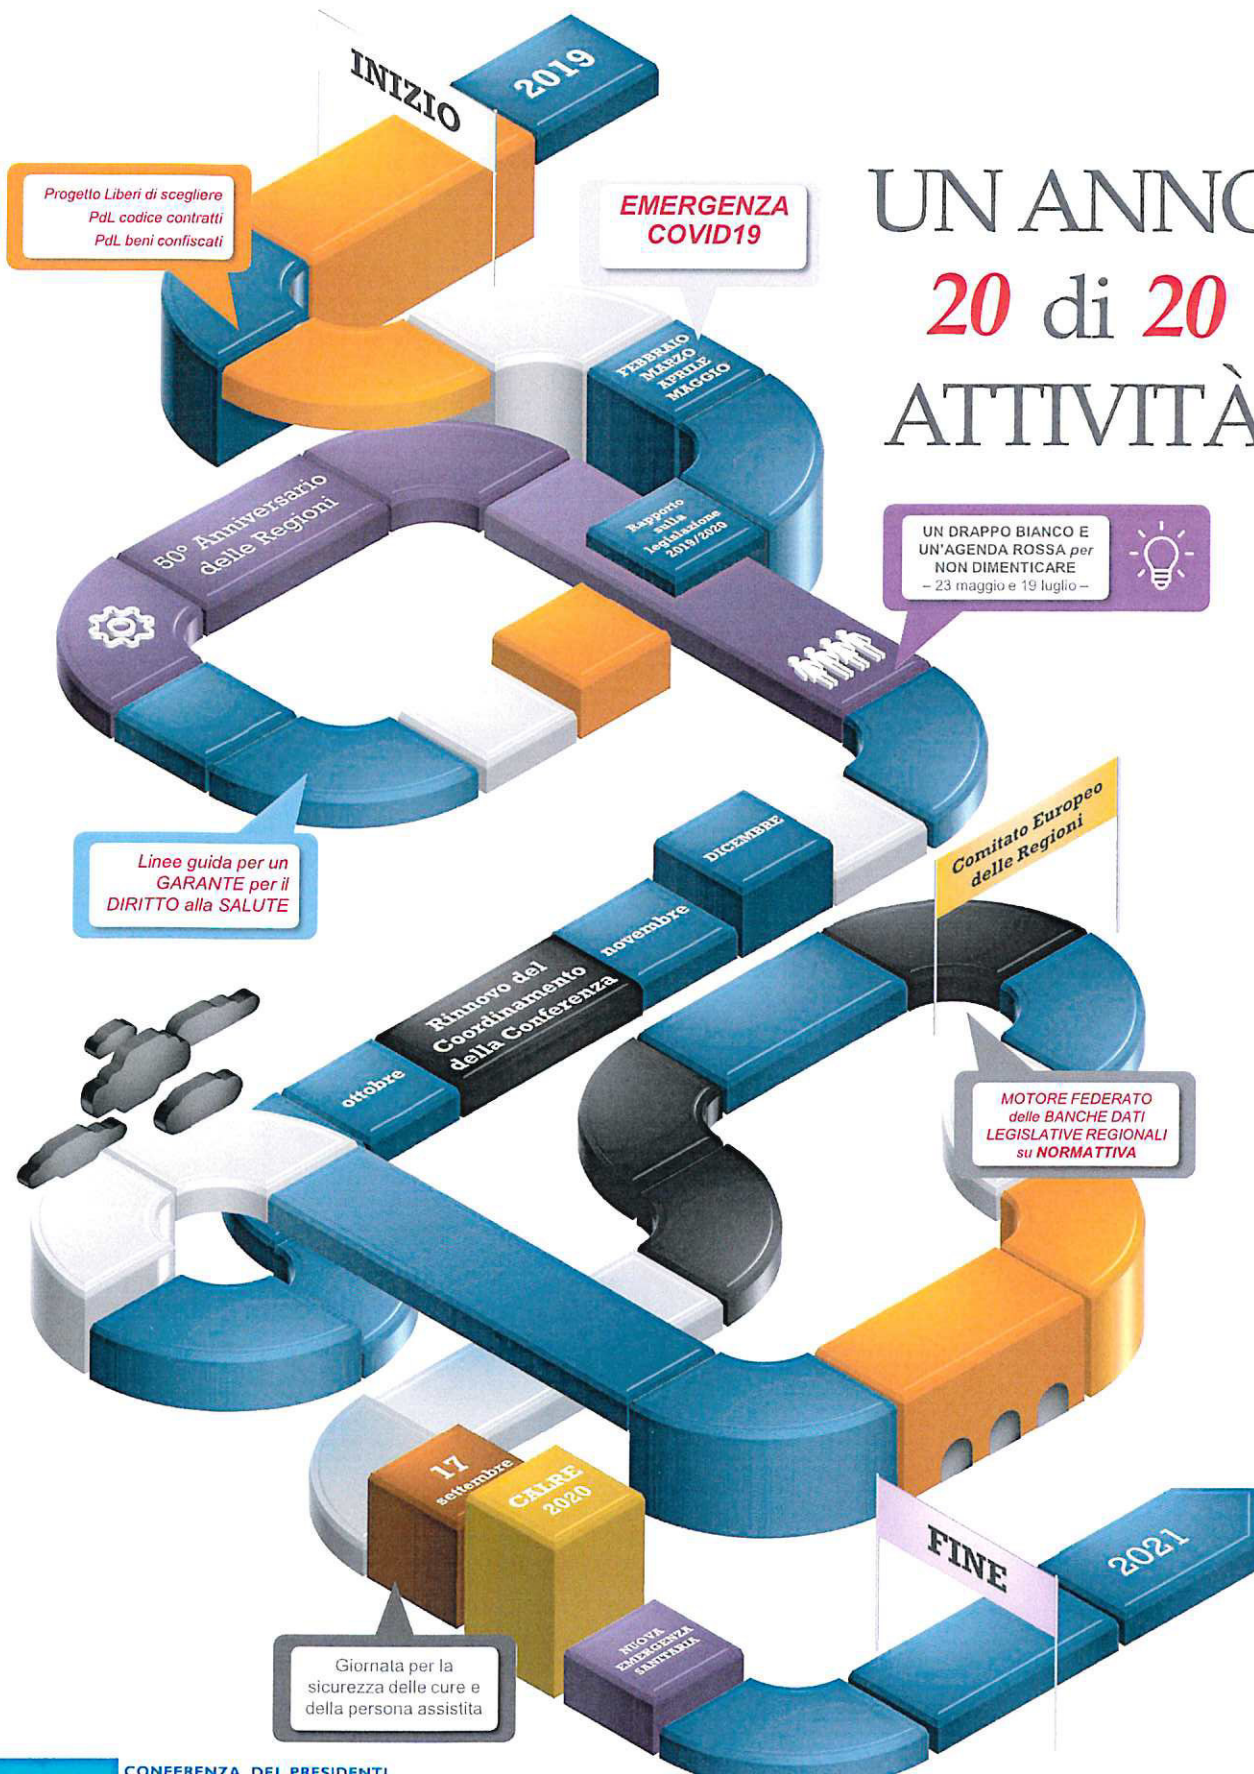 2019
INIZIO
Progetto Liberi di scegliere
PdL codice contratti
PdL beni confiscati
EMERGENZA
COVID19
UN ANNO
20 di 20
ATTIVITÀ
FEBBRAIO
MARZO
APRILE
MAGGIO
Rapporto
sulla
legislazione
2019/2020
50° Anniversario
delle Regioni
UN DRAPPO BIANCO E
UN'AGENDA ROSSA per
NON DIMENTICARE
– 23 maggio e 19 luglio –
Linee guida per un
GARANTE per il
DIRITTO alla SALUTE
DICEMBRE
novembre
Rinnovo del
Coordinamento
della Conferenza
ottobre
Comitato Europeo
delle Regioni
MOTORE FEDERATO
delle BANCHE DATI
LEGISLATIVE REGIONALI
su NORMATTIVA
17
settembre
CALRE
2020
Giornata per la
sicurezza delle cure e
della persona assistita
NUOVA
EMERGENZA
SANITARIA
FINE
2021
CONFERENZA DEI PRESIDENTI